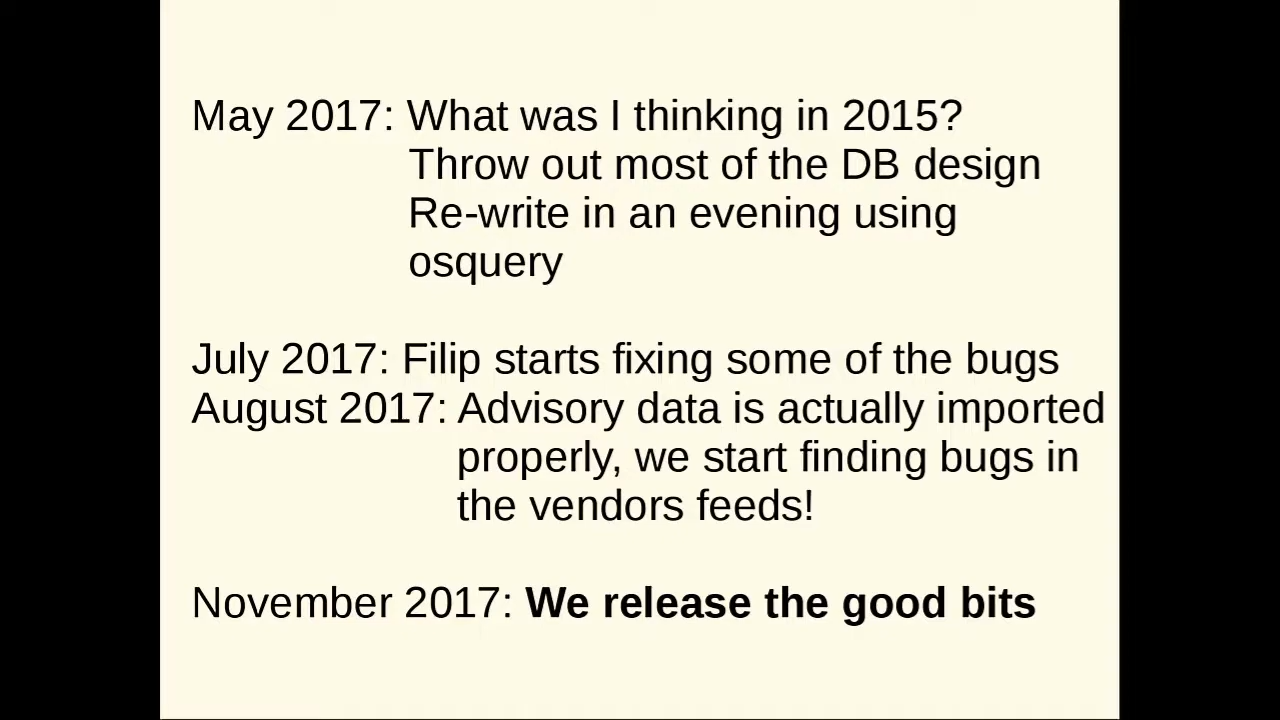 May 2017: What was I thinking in 2015?
Throw out most of the DB design
Re-write in an evening using
osquery
July 2017: Filip starts fixing some of the bugs
August 2017: Advisory data is actually imported
properly, we start finding bugs in
the vendors feeds!
November 2017: We release the good bits